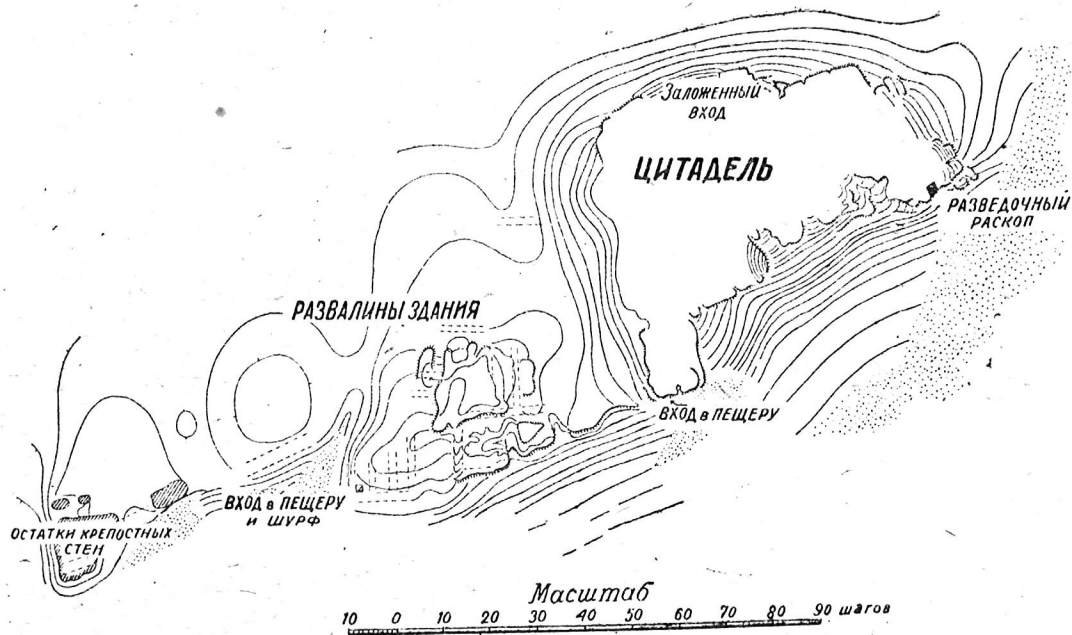 Заложенный
вход
ЦИТАДЕЛЬ
РАЗВЕДОЧНЫЙ
РАСКОП
РАЗВАЛИНЫ ЗДАНИЯ
ВХОД в ПЕЩЕРУ
ВХОД в ПЕЩЕРУ
и ШУРФ
ОСТАТКИ КРЕПОСТНЫХ
СТЕН
Масштаб
10 0 10 20 30 40 50 60 70 80 90 шагов